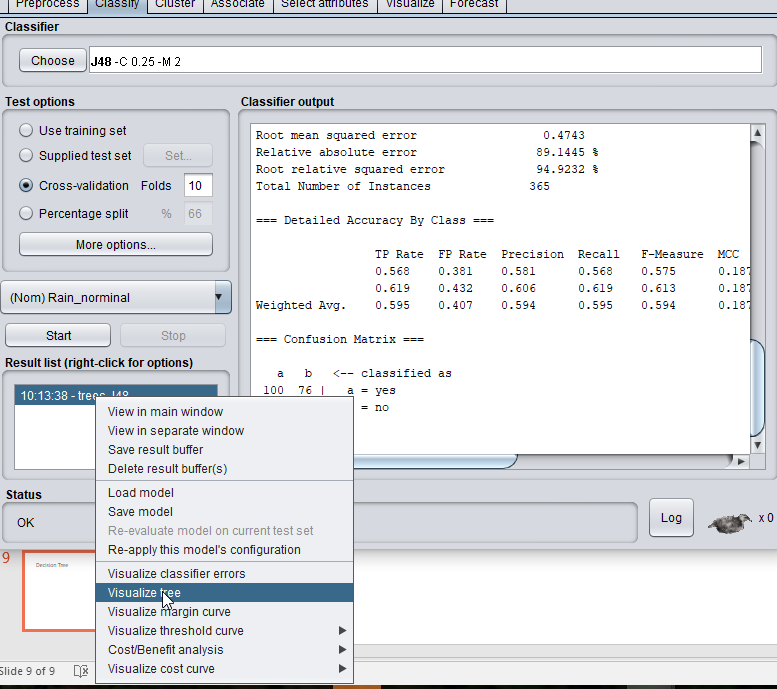 Preprocess Classify Cluster Associate Select attributes Visualize Forecast
Classifier
Choose J48 -C 0.25 -M 2
Test options
Use training set
Supplied test set Set...
Cross-validation Folds 10
Percentage split % 66
More options...
(Nom) Rain_norminal
Start Stop
Result list (right-click for options)
10:13:38 - trees.J48
Classifier output
Root mean squared error 0.4743
Relative absolute error 89.1445 %
Root relative squared error 94.9232 %
Total Number of Instances 365
=== Detailed Accuracy By Class ===
TP Rate FP Rate Precision Recall F-Measure MCC
0.568 0.381 0.581 0.568 0.575 0.187
0.619 0.432 0.606 0.619 0.613 0.187
Weighted Avg. 0.595 0.407 0.594 0.595 0.594 0.187
=== Confusion Matrix ===
a b <-- classified as
100 76 | a = yes
= no
View in main window
View in separate window
Save result buffer
Delete result buffer(s)
Load model
Save model
Re-evaluate model on current test set
Re-apply this model's configuration
Visualize classifier errors
Visualize tree
Visualize margin curve
Visualize threshold curve
Cost/Benefit analysis
Visualize cost curve
Status
OK
Log x 0
9
Decision Tree
Slide 9 of 9